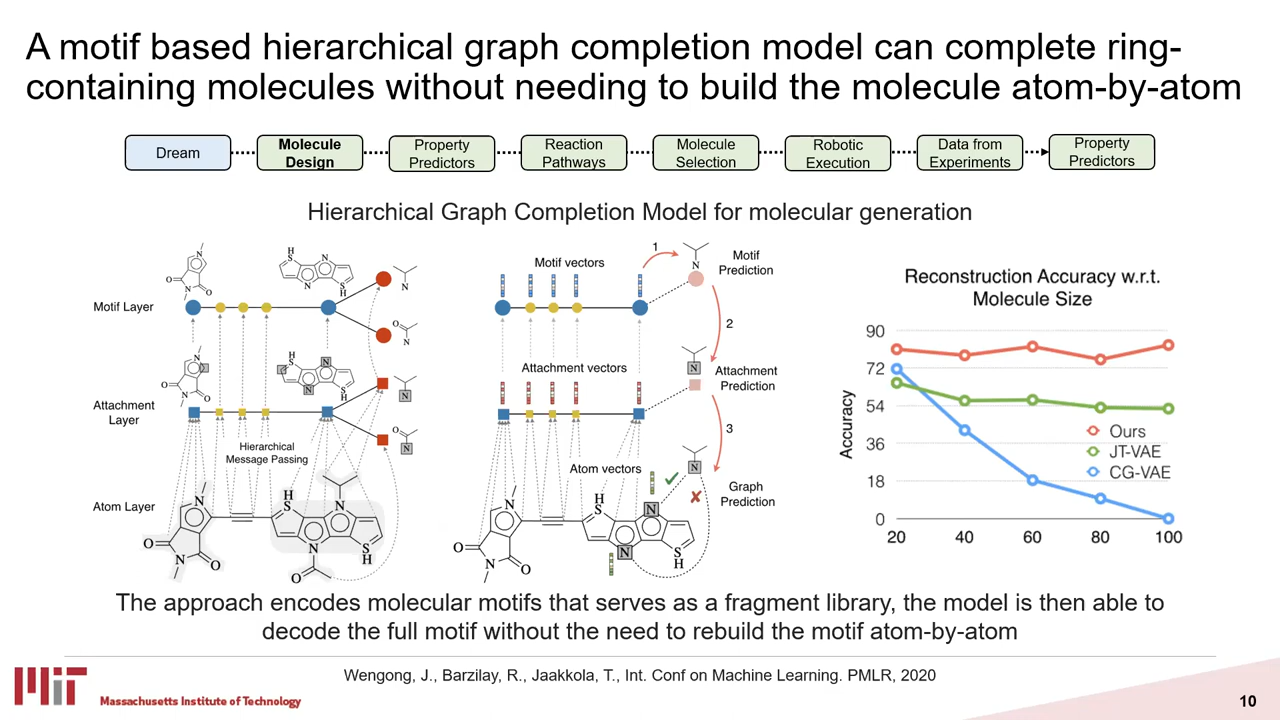 A motif based hierarchical graph completion model can complete ring-
containing molecules without needing to build the molecule atom-by-atom
Dream
Molecule
Design
Property
Predictors
Reaction
Pathways
Molecule
Selection
Robotic
Execution
Data from
Experiments
Property
Predictors
Hierarchical Graph Completion Model for molecular generation
Motif Layer
Attachment
Layer
Hierarchical
Message Passing
Atom Layer
N
O
N
O
H
S
N
N
S
H
N
O
N
N
O
N
O
H
S
N
N
S
H
N
O
N
N
O
N
O
H
S
N
N
S
H
O
Motif vectors
1
N
Motif
Prediction
2
Attachment vectors
N
Attachment
Prediction
3
Atom vectors
N
Graph
Prediction
✓
✘
N
O
N
O
H
S
N
N
S
H
Reconstruction Accuracy w.r.t.
Molecule Size
Accuracy
90
72
54
36
18
0
20 40 60 80 100
Ours
JT-VAE
CG-VAE
The approach encodes molecular motifs that serves as a fragment library, the model is then able to
decode the full motif without the need to rebuild the motif atom-by-atom
Wengong, J., Barzilay, R., Jaakkola, T., Int. Conf on Machine Learning. PMLR, 2020
MIT
Massachusetts Institute of Technology
10